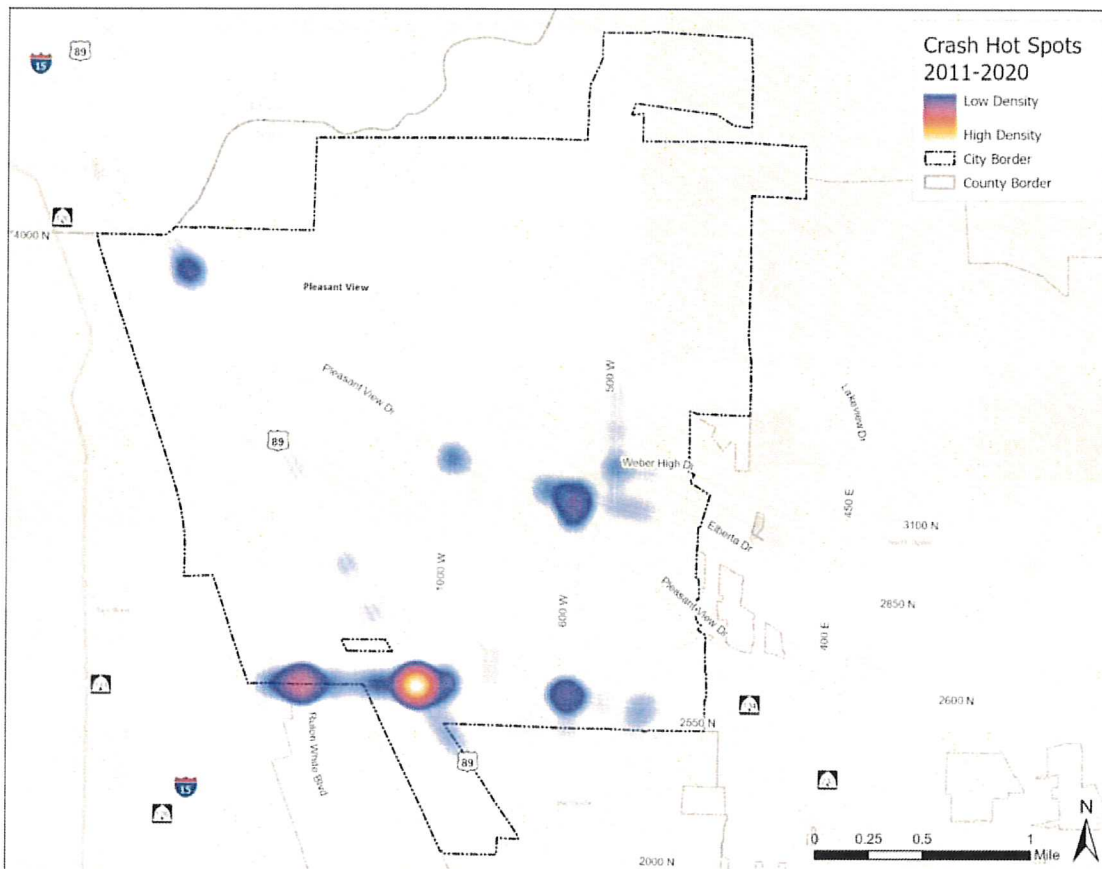 Crash Hot Spots
2011-2020
Low Density
High Density
City Border
County Border
89
15
4000 N
Pleasant View
Pleasant View Dr
500 W
Lakeview Dr
89
Weber High Dr
450 E
3100 N
Elberta Dr
1000 W
600 W
Pleasant View Dr
2850 N
400 E
2600 N
2550 N
Rulon White Blvd
89
15
N
0 0.25 0.5 1
Mile
2000 N